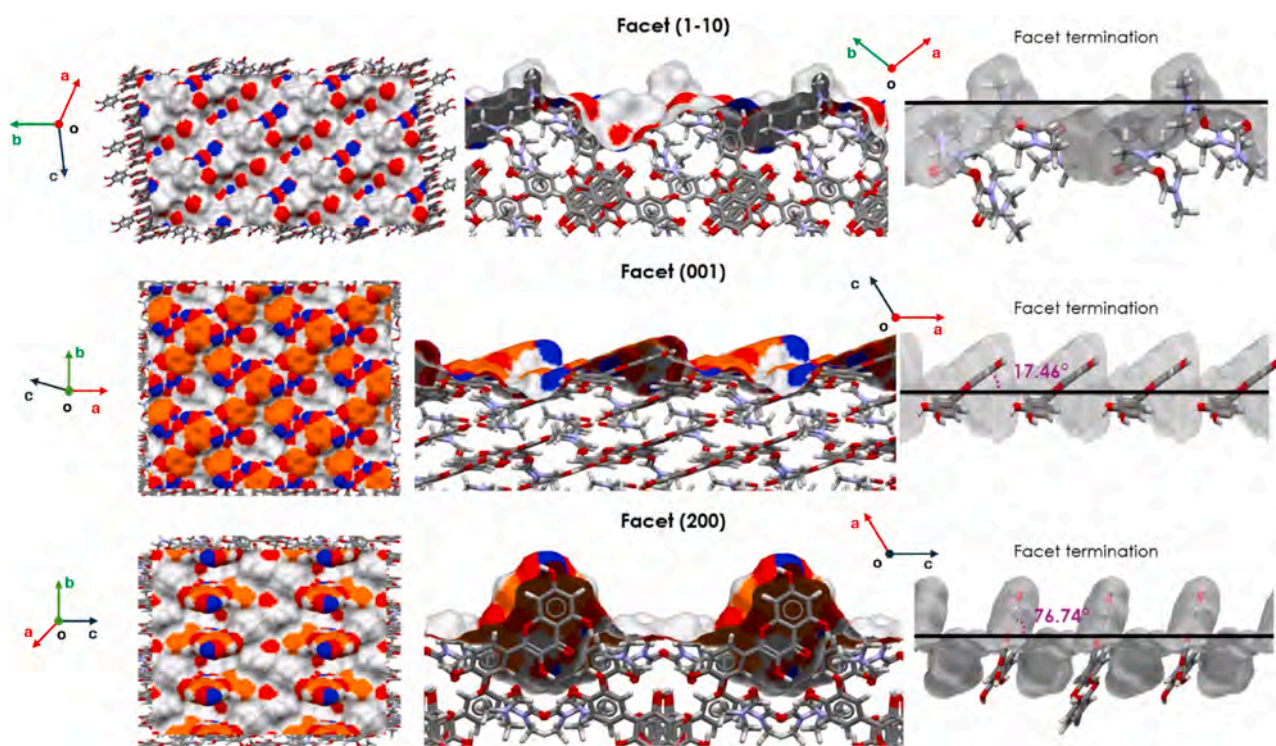 Facet (1-10)
a
b
o
c
b
a
o
Facet termination
Facet (001)
b
c
o
a
c
o
a
Facet termination
17.46°
Facet (200)
b
o
c
a
a
o
c
Facet termination
76.74°